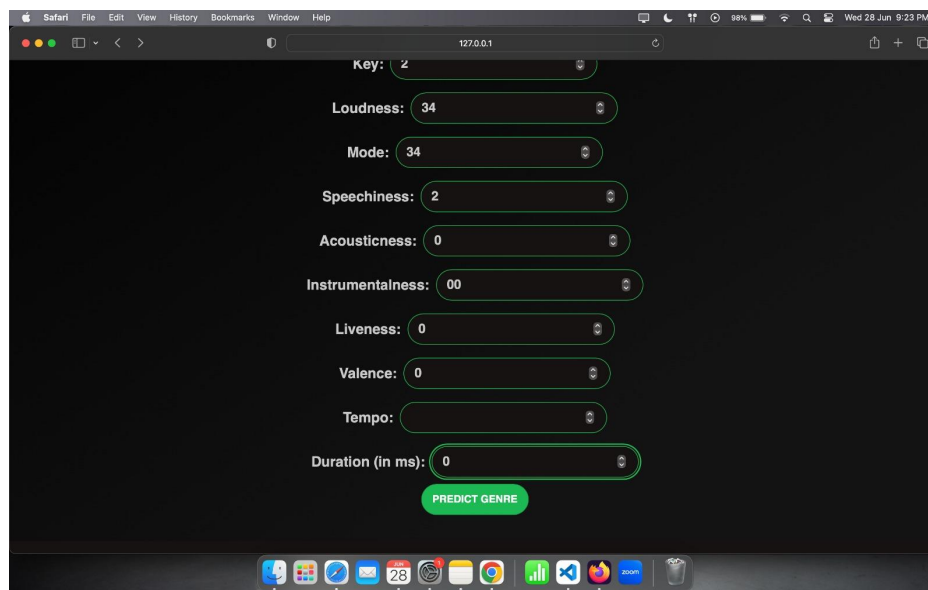 Safari File Edit View History Bookmarks Window Help 98% Wed 28 Jun 9:23 PM
127.0.0.1
Key: 2
Loudness: 34
Mode: 34
Speechiness: 2
Acousticness: 0
Instrumentalness: 00
Liveness: 0
Valence: 0
Tempo:
Duration (in ms): 0
PREDICT GENRE
JUN
28
1
zoom